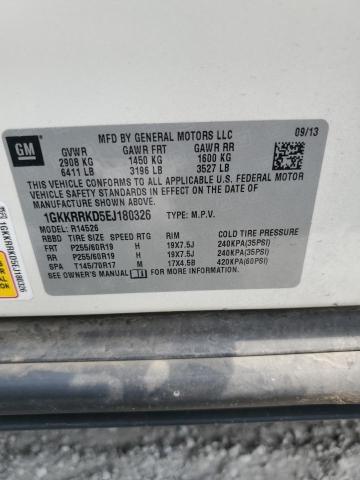 GM
MFD BY GENERAL MOTORS LLC 09/13
GVWR GAWR FRT GAWR RR
2908 KG 1450 KG 1600 KG
6411 LB 3196 LB 3527 LB
THIS VEHICLE CONFORMS TO ALL APPLICABLE U.S. FEDERAL MOTOR
VEHICLE SAFETY STANDARDS IN EFFECT ON THE DATE OF
MANUFACTURE SHOWN ABOVE.
1GKKRRKD5EJ180326 TYPE: M.P.V.
MODEL: R14526
RBBD TIRE SIZE SPEED RTG RIM COLD TIRE PRESSURE
FRT P255/60R19 H 19X7.5J 240KPA(35PSI)
RR P255/60R19 H 19X7.5J 240KPA(35PSI)
SPA T145/70R17 M 17X4.5B 420KPA(60PSI)
SEE OWNER'S MANUAL FOR ADDITIONAL INFORMATION.
1GKKRRKD5EJ180326